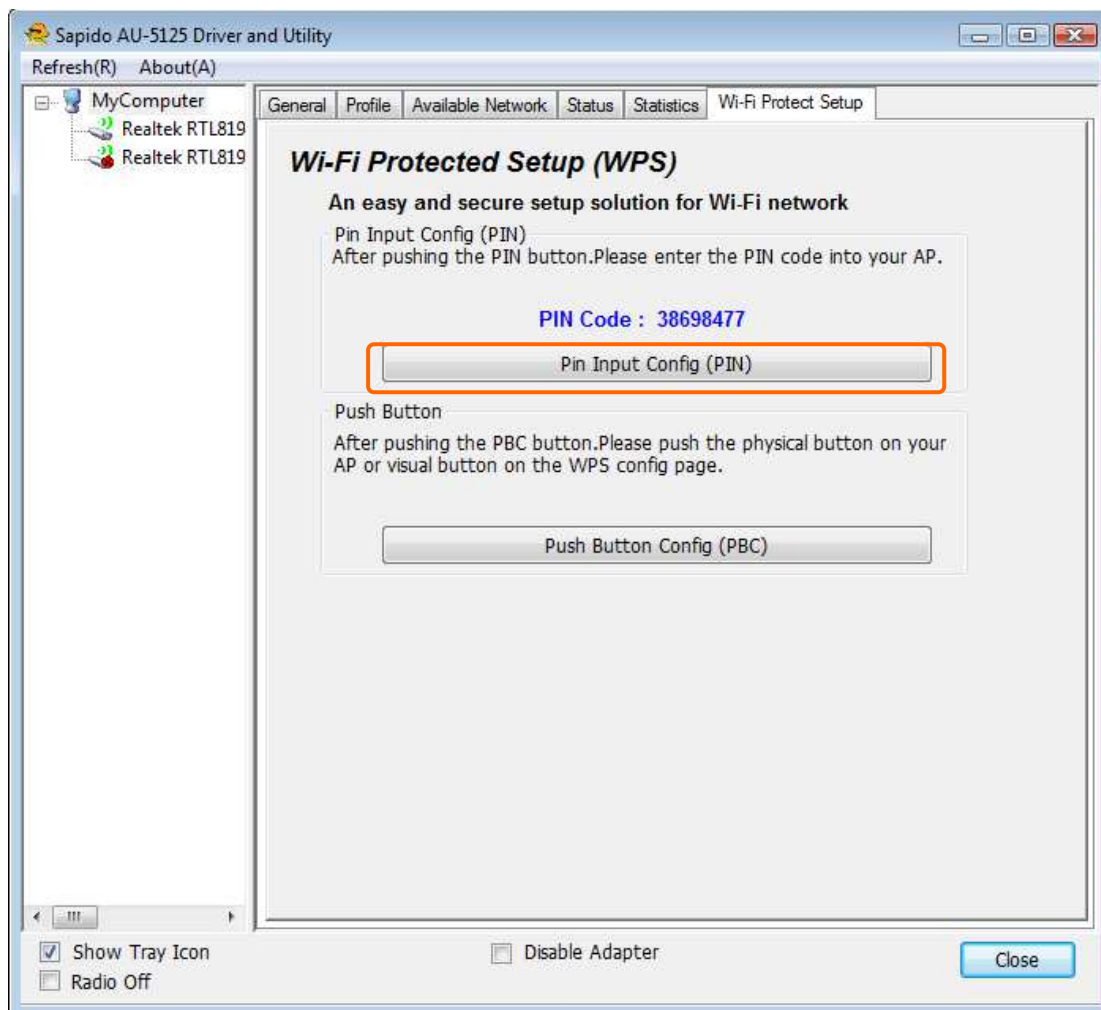 Sapido AU-5125 Driver and Utility
Refresh(R) About(A)
MyComputer
Realtek RTL819
Realtek RTL819
General Profile Available Network Status Statistics Wi-Fi Protect Setup
Wi-Fi Protected Setup (WPS)
An easy and secure setup solution for Wi-Fi network
Pin Input Config (PIN)
After pushing the PIN button.Please enter the PIN code into your AP.
PIN Code : 38698477
Pin Input Config (PIN)
Push Button
After pushing the PBC button.Please push the physical button on your
AP or visual button on the WPS config page.
Push Button Config (PBC)
Show Tray Icon
Radio Off
Disable Adapter
Close